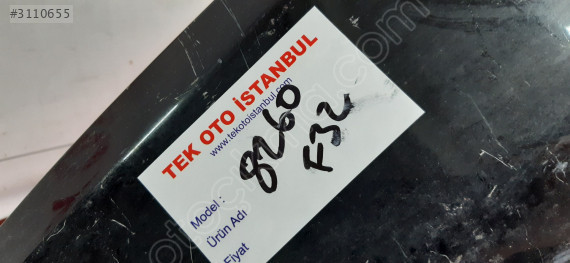 #3110655
TEK OTO İSTANBUL
www.tekotoistanbul.com
8260
F32
Model :
Ürün Adı
Fiyat